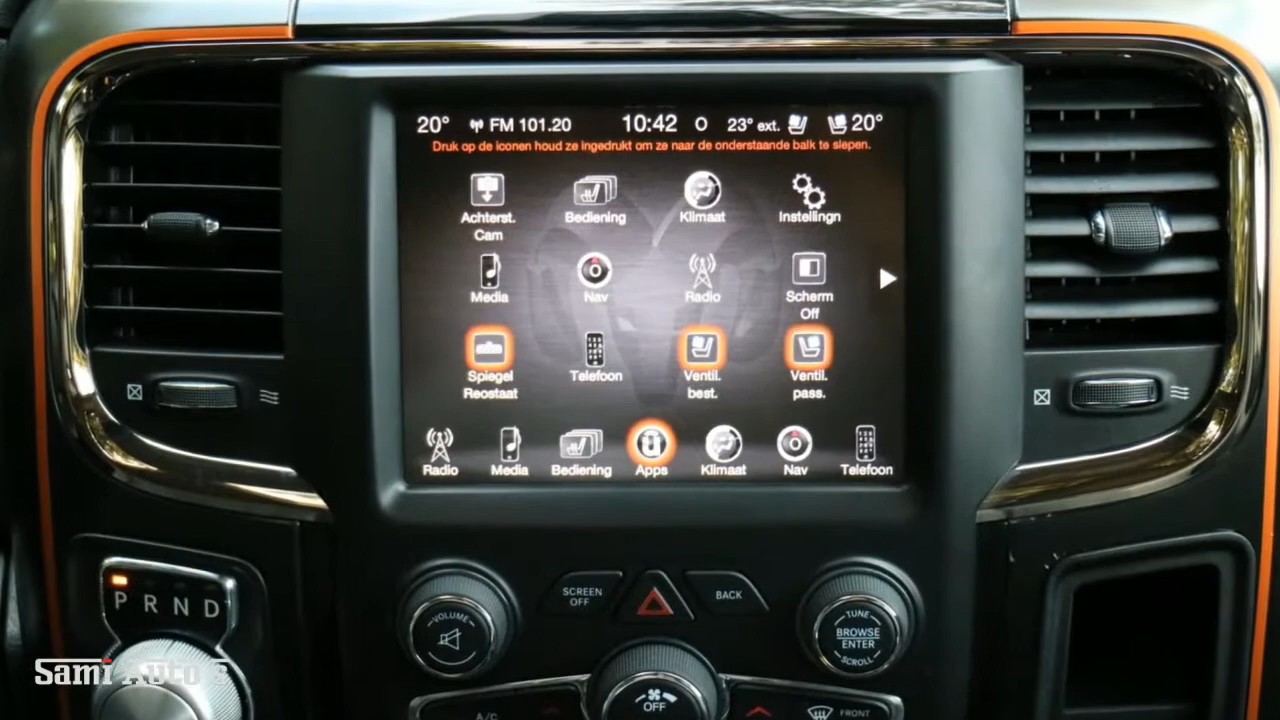 20° FM 101.20 10:42 O 23° ext. 20°
Druk op de iconen houd ze ingedrukt om ze naar de onderstaande balk te slepen.
Achterst.
Cam
Bediening
Klimaat
Instellingn
Media
Nav
Radio
Scherm
Off
Spiegel
Reostaat
Telefoon
Ventil.
best.
Ventil.
pass.
Radio Media Bediening Apps Klimaat Nav Telefoon
P R N D
VOLUME
SCREEN
OFF
BACK
TUNE
BROWSE
ENTER
SCROLL
OFF
A/C
FRONT
Sami Auto's